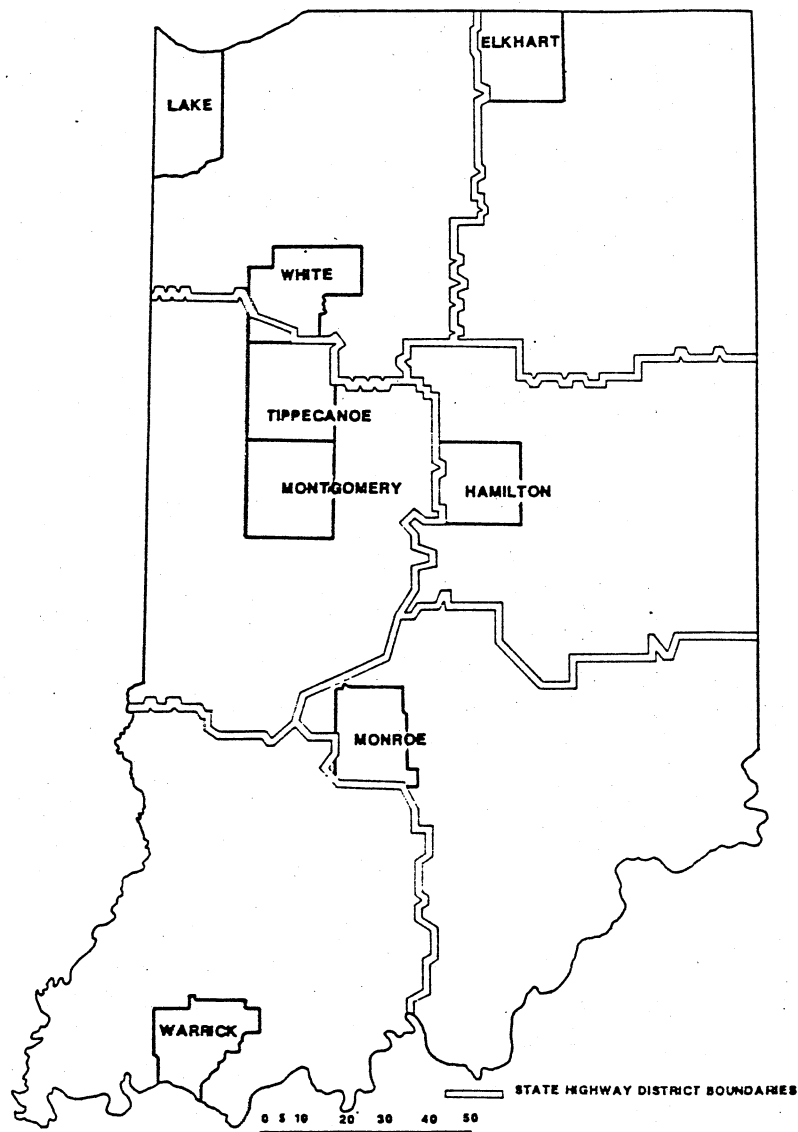 ELKHART
LAKE
WHITE
TIPPECANOE
MONTGOMERY
HAMILTON
MONROE
WARRICK
STATE HIGHWAY DISTRICT BOUNDARIES
0 5 10 20 30 40 50